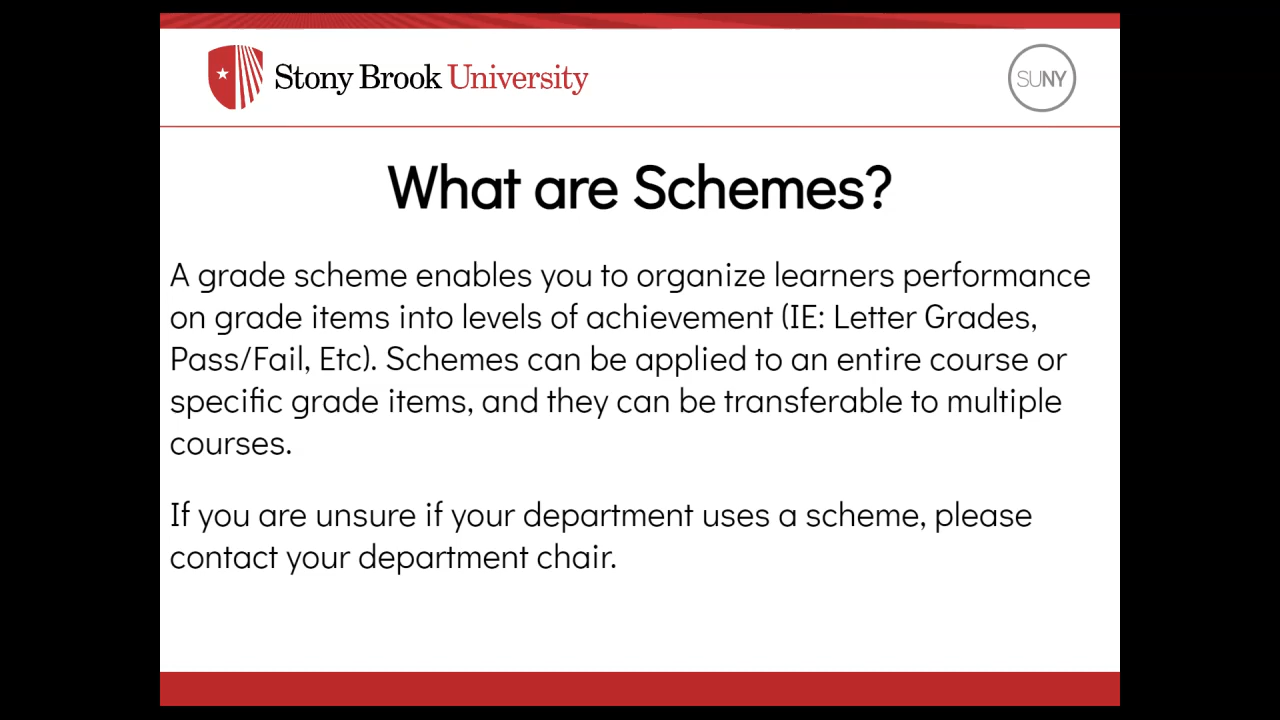 Stony Brook University
SUNY
What are Schemes?
A grade scheme enables you to organize learners performance
on grade items into levels of achievement (IE: Letter Grades,
Pass/Fail, Etc). Schemes can be applied to an entire course or
specific grade items, and they can be transferable to multiple
courses.
If you are unsure if your department uses a scheme, please
contact your department chair.